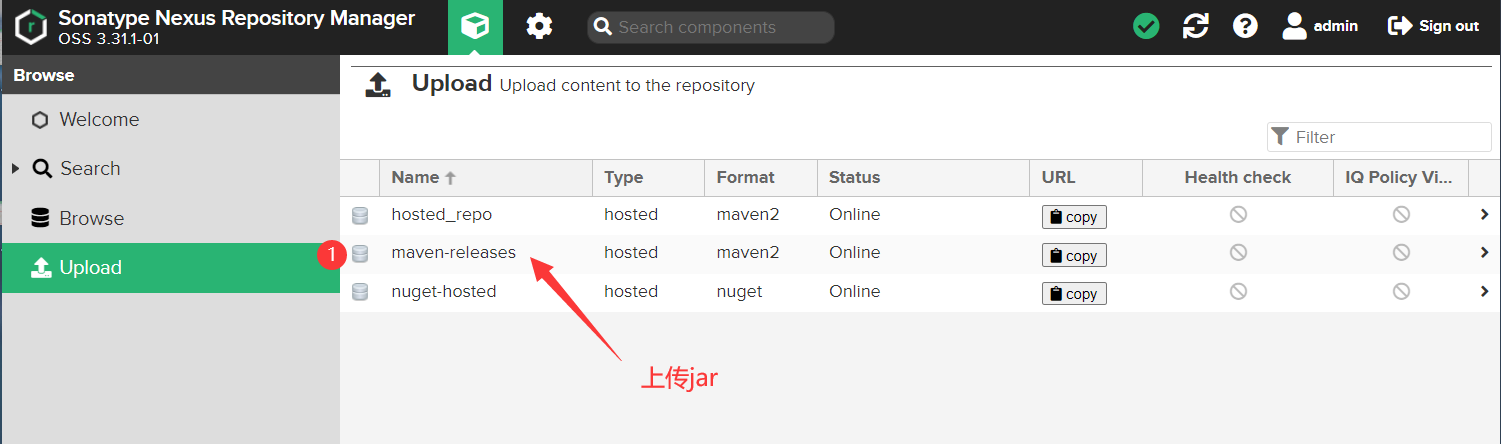 Sonatype Nexus Repository Manager
OSS 3.31.1-01
Search components
admin
Sign out
Browse
Welcome
Search
Browse
Upload
1
Upload Upload content to the repository
Filter
Name Type Format Status URL Health check IQ Policy Vi...
hosted_repo hosted maven2 Online copy
maven-releases hosted maven2 Online copy
nuget-hosted hosted nuget Online copy
上传jar